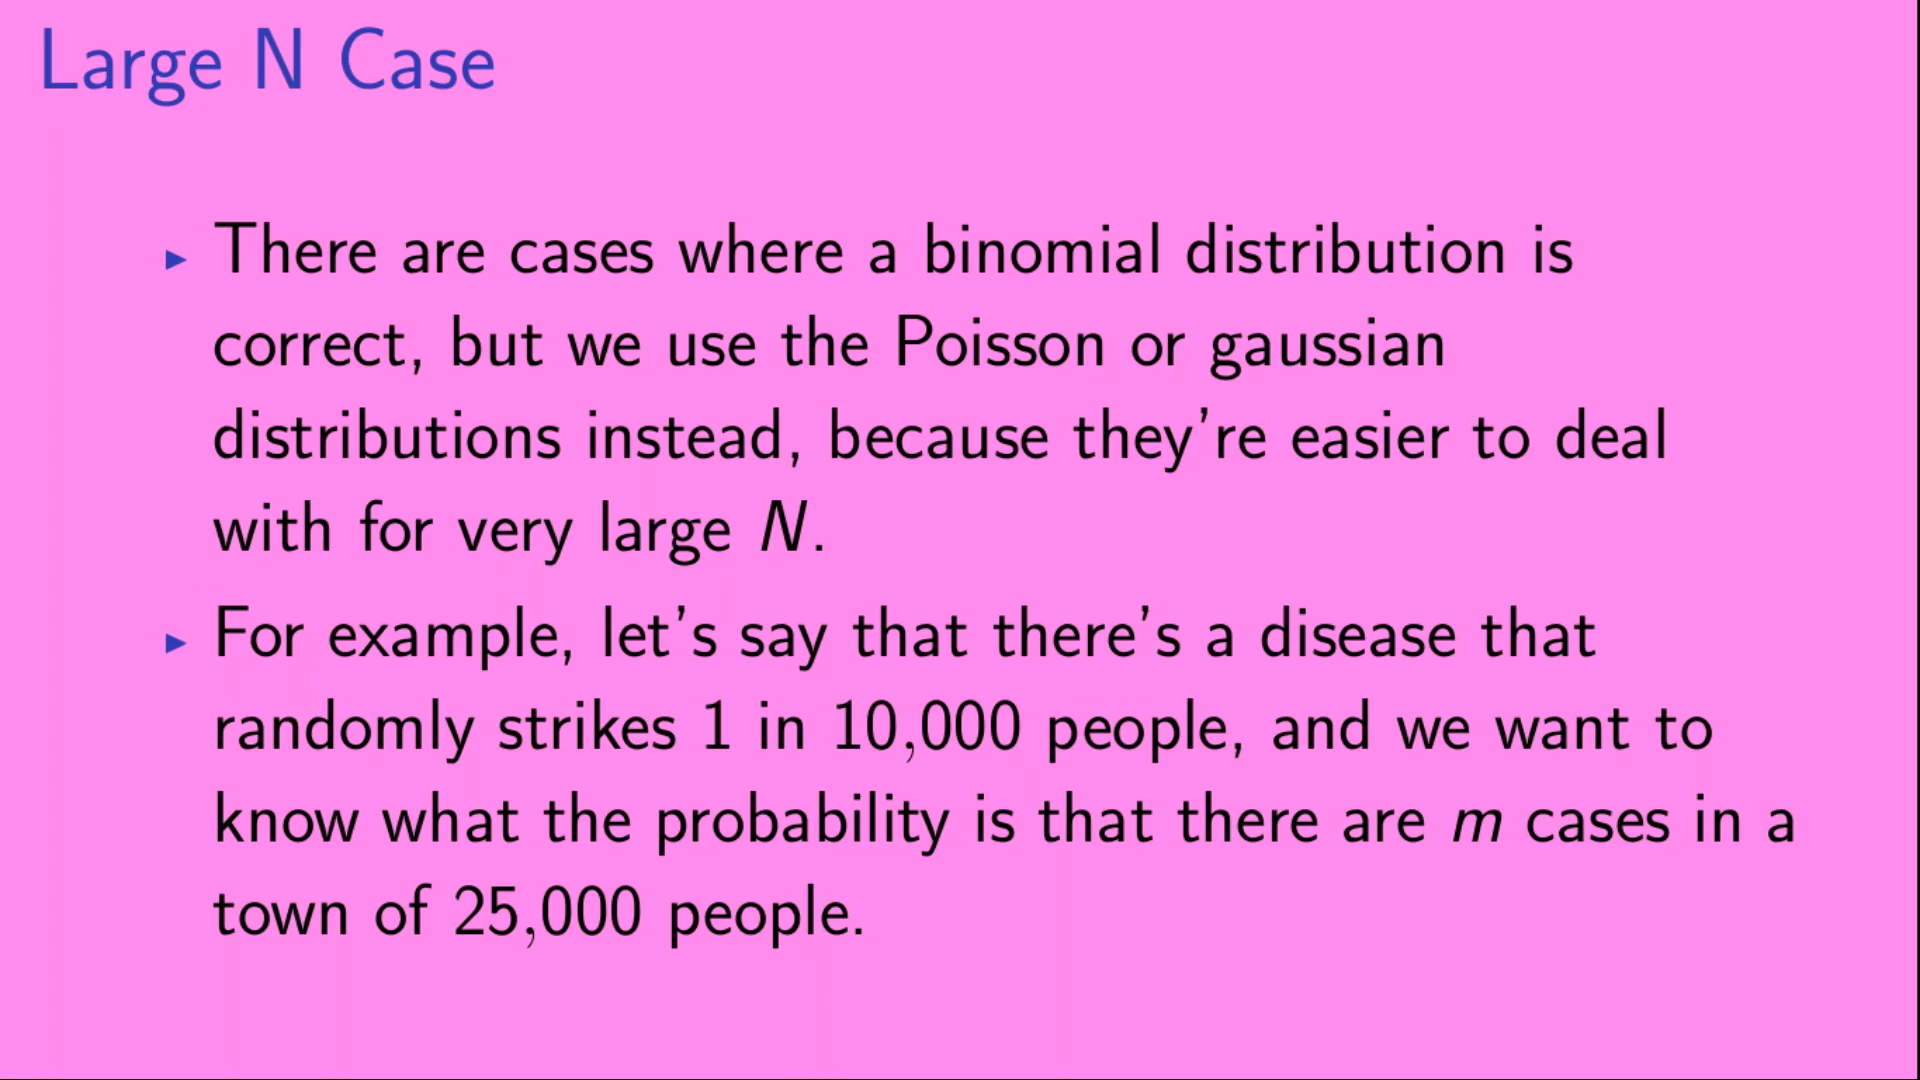 Large N Case
There are cases where a binomial distribution is
correct, but we use the Poisson or gaussian
distributions instead, because they're easier to deal
with for very large N.
For example, let's say that there's a disease that
randomly strikes 1 in 10,000 people, and we want to
know what the probability is that there are m cases in a
town of 25,000 people.